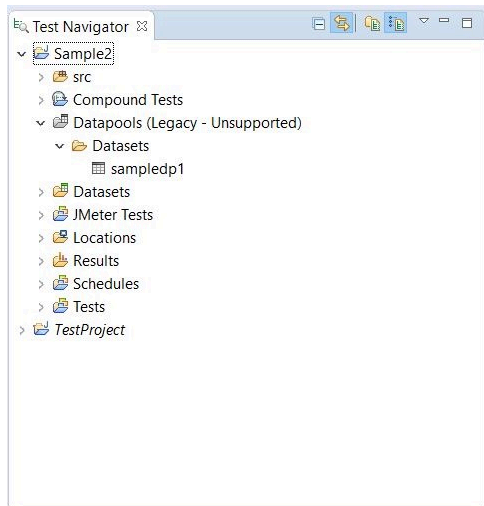 Test Navigator
Sample2
src
Compound Tests
Datapools (Legacy - Unsupported)
Datasets
sampledp1
Datasets
JMeter Tests
Locations
Results
Schedules
Tests
TestProject